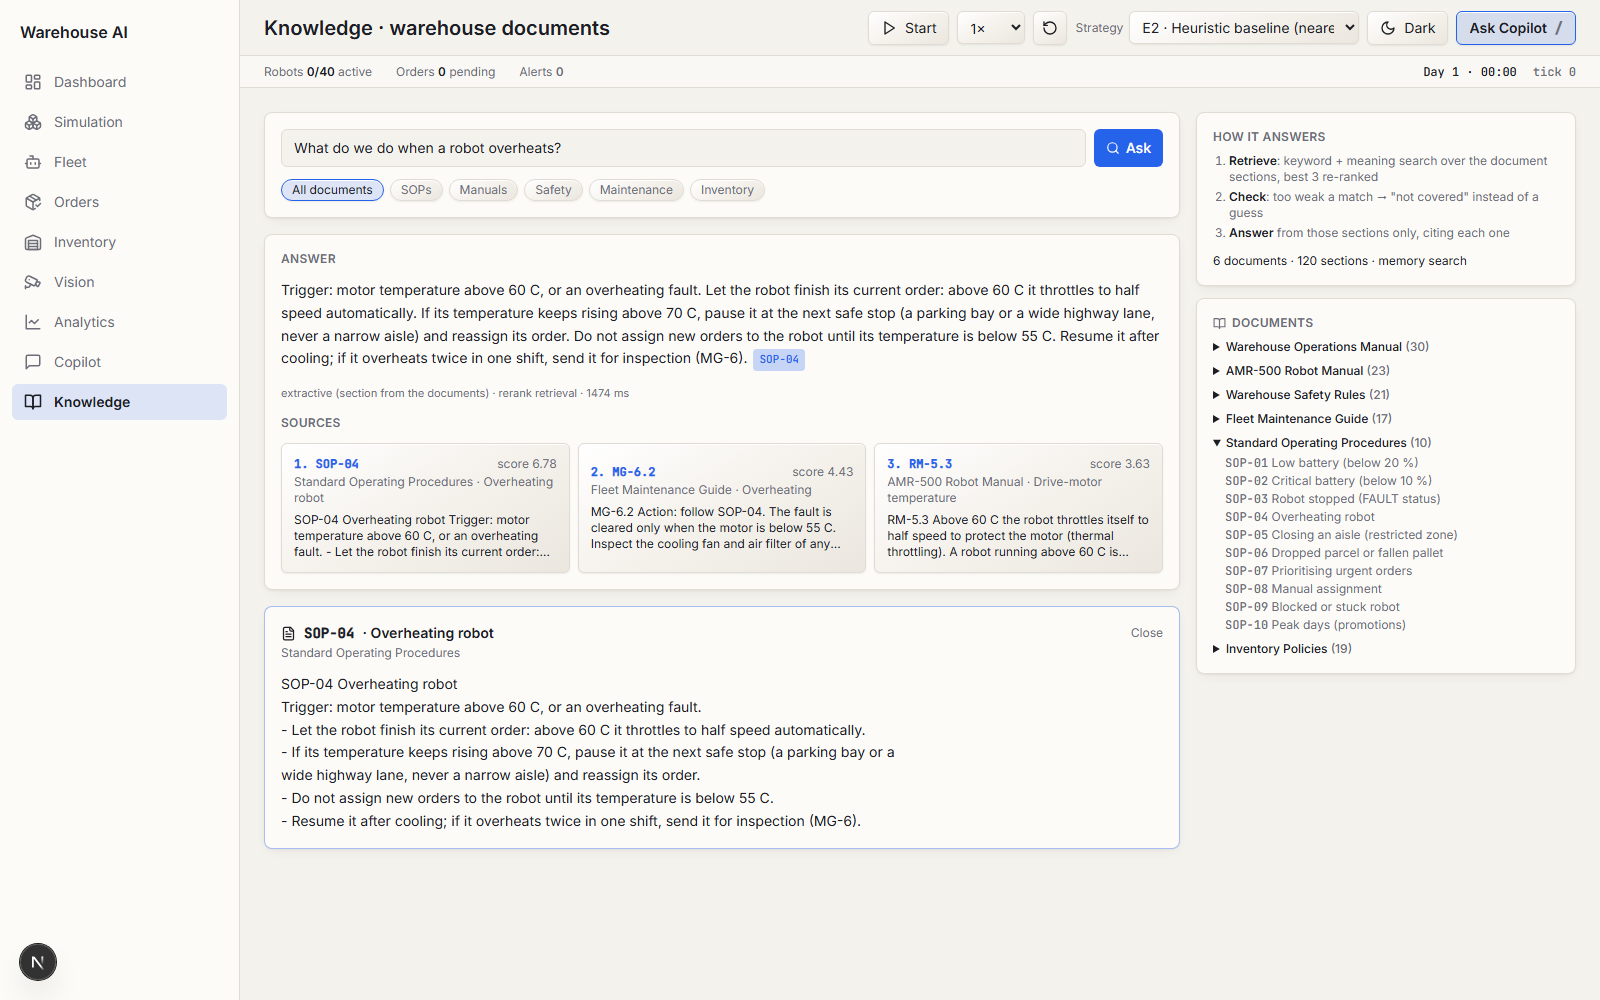 Warehouse AI
Dashboard
Simulation
Fleet
Orders
Inventory
Vision
Analytics
Copilot
Knowledge
N
Knowledge · warehouse documents
Start
1×
Strategy
E2 · Heuristic baseline (neare
Dark
Ask Copilot /
Robots 0/40 active
Orders 0 pending
Alerts 0
Day 1 · 00:00
tick 0
What do we do when a robot overheats?
Ask
All documents
SOPs
Manuals
Safety
Maintenance
Inventory
ANSWER
Trigger: motor temperature above 60 C, or an overheating fault. Let the robot finish its current order: above 60 C it throttles to half
speed automatically. If its temperature keeps rising above 70 C, pause it at the next safe stop (a parking bay or a wide highway lane,
never a narrow aisle) and reassign its order. Do not assign new orders to the robot until its temperature is below 55 C. Resume it after
cooling; if it overheats twice in one shift, send it for inspection (MG-6). SOP-04
extractive (section from the documents) · rerank retrieval · 1474 ms
SOURCES
1. SOP-04
score 6.78
Standard Operating Procedures · Overheating
robot
SOP-04 Overheating robot Trigger: motor
temperature above 60 C, or an overheating
fault. - Let the robot finish its current order:...
2. MG-6.2
score 4.43
Fleet Maintenance Guide · Overheating
MG-6.2 Action: follow SOP-04. The fault is
cleared only when the motor is below 55 C.
Inspect the cooling fan and air filter of any...
3. RM-5.3
score 3.63
AMR-500 Robot Manual · Drive-motor
temperature
RM-5.3 Above 60 C the robot throttles itself to
half speed to protect the motor (thermal
throttling). A robot running above 60 C is...
SOP-04 · Overheating robot
Close
Standard Operating Procedures
SOP-04 Overheating robot
Trigger: motor temperature above 60 C, or an overheating fault.
- Let the robot finish its current order: above 60 C it throttles to half speed automatically.
- If its temperature keeps rising above 70 C, pause it at the next safe stop (a parking bay or a
wide highway lane, never a narrow aisle) and reassign its order.
- Do not assign new orders to the robot until its temperature is below 55 C.
- Resume it after cooling; if it overheats twice in one shift, send it for inspection (MG-6).
HOW IT ANSWERS
1. Retrieve: keyword + meaning search over the document
sections, best 3 re-ranked
2. Check: too weak a match → "not covered" instead of a
guess
3. Answer from those sections only, citing each one
6 documents · 120 sections · memory search
DOCUMENTS
Warehouse Operations Manual (30)
AMR-500 Robot Manual (23)
Warehouse Safety Rules (21)
Fleet Maintenance Guide (17)
Standard Operating Procedures (10)
SOP-01 Low battery (below 20 %)
SOP-02 Critical battery (below 10 %)
SOP-03 Robot stopped (FAULT status)
SOP-04 Overheating robot
SOP-05 Closing an aisle (restricted zone)
SOP-06 Dropped parcel or fallen pallet
SOP-07 Prioritising urgent orders
SOP-08 Manual assignment
SOP-09 Blocked or stuck robot
SOP-10 Peak days (promotions)
Inventory Policies (19)